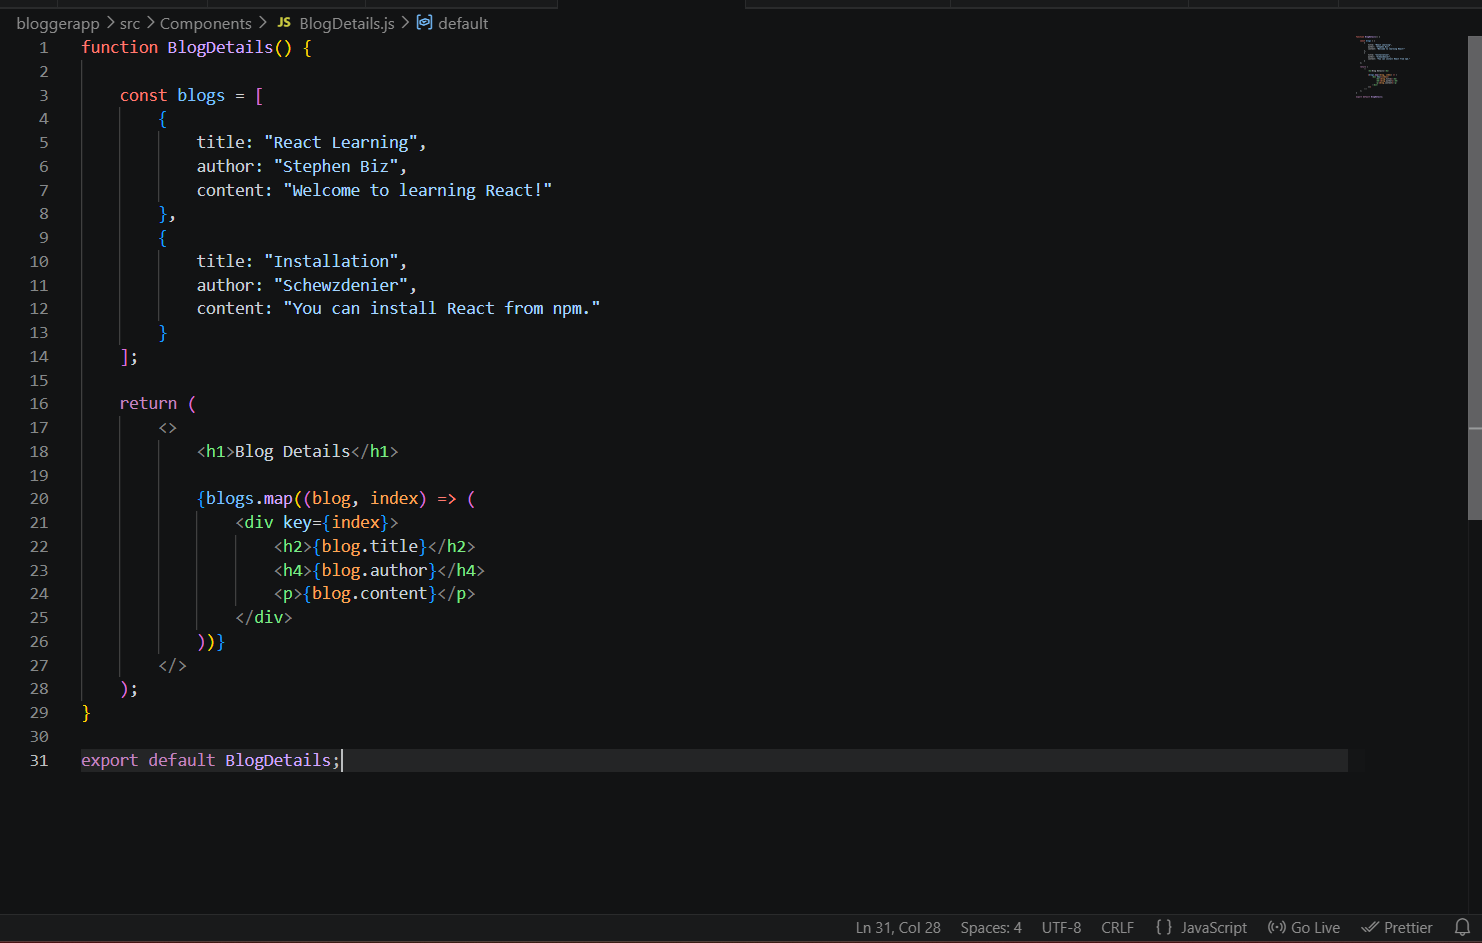 bloggerapp > src > Components > JS BlogDetails.js > default
1 function BlogDetails() {
2
3     const blogs = [
4         {
5             title: "React Learning",
6             author: "Stephen Biz",
7             content: "Welcome to learning React!"
8         },
9         {
10             title: "Installation",
11             author: "Schewzdenier",
12             content: "You can install React from npm."
13         }
14     ];
15
16     return (
17         <>
18             <h1>Blog Details</h1>
19
20             {blogs.map((blog, index) => (
21                 <div key={index}>
22                     <h2>{blog.title}</h2>
23                     <h4>{blog.author}</h4>
24                     <p>{blog.content}</p>
25                 </div>
26             ))}
27         </>
28     );
29 }
30
31 export default BlogDetails;
Ln 31, Col 28 Spaces: 4 UTF-8 CRLF {} JavaScript Go Live Prettier